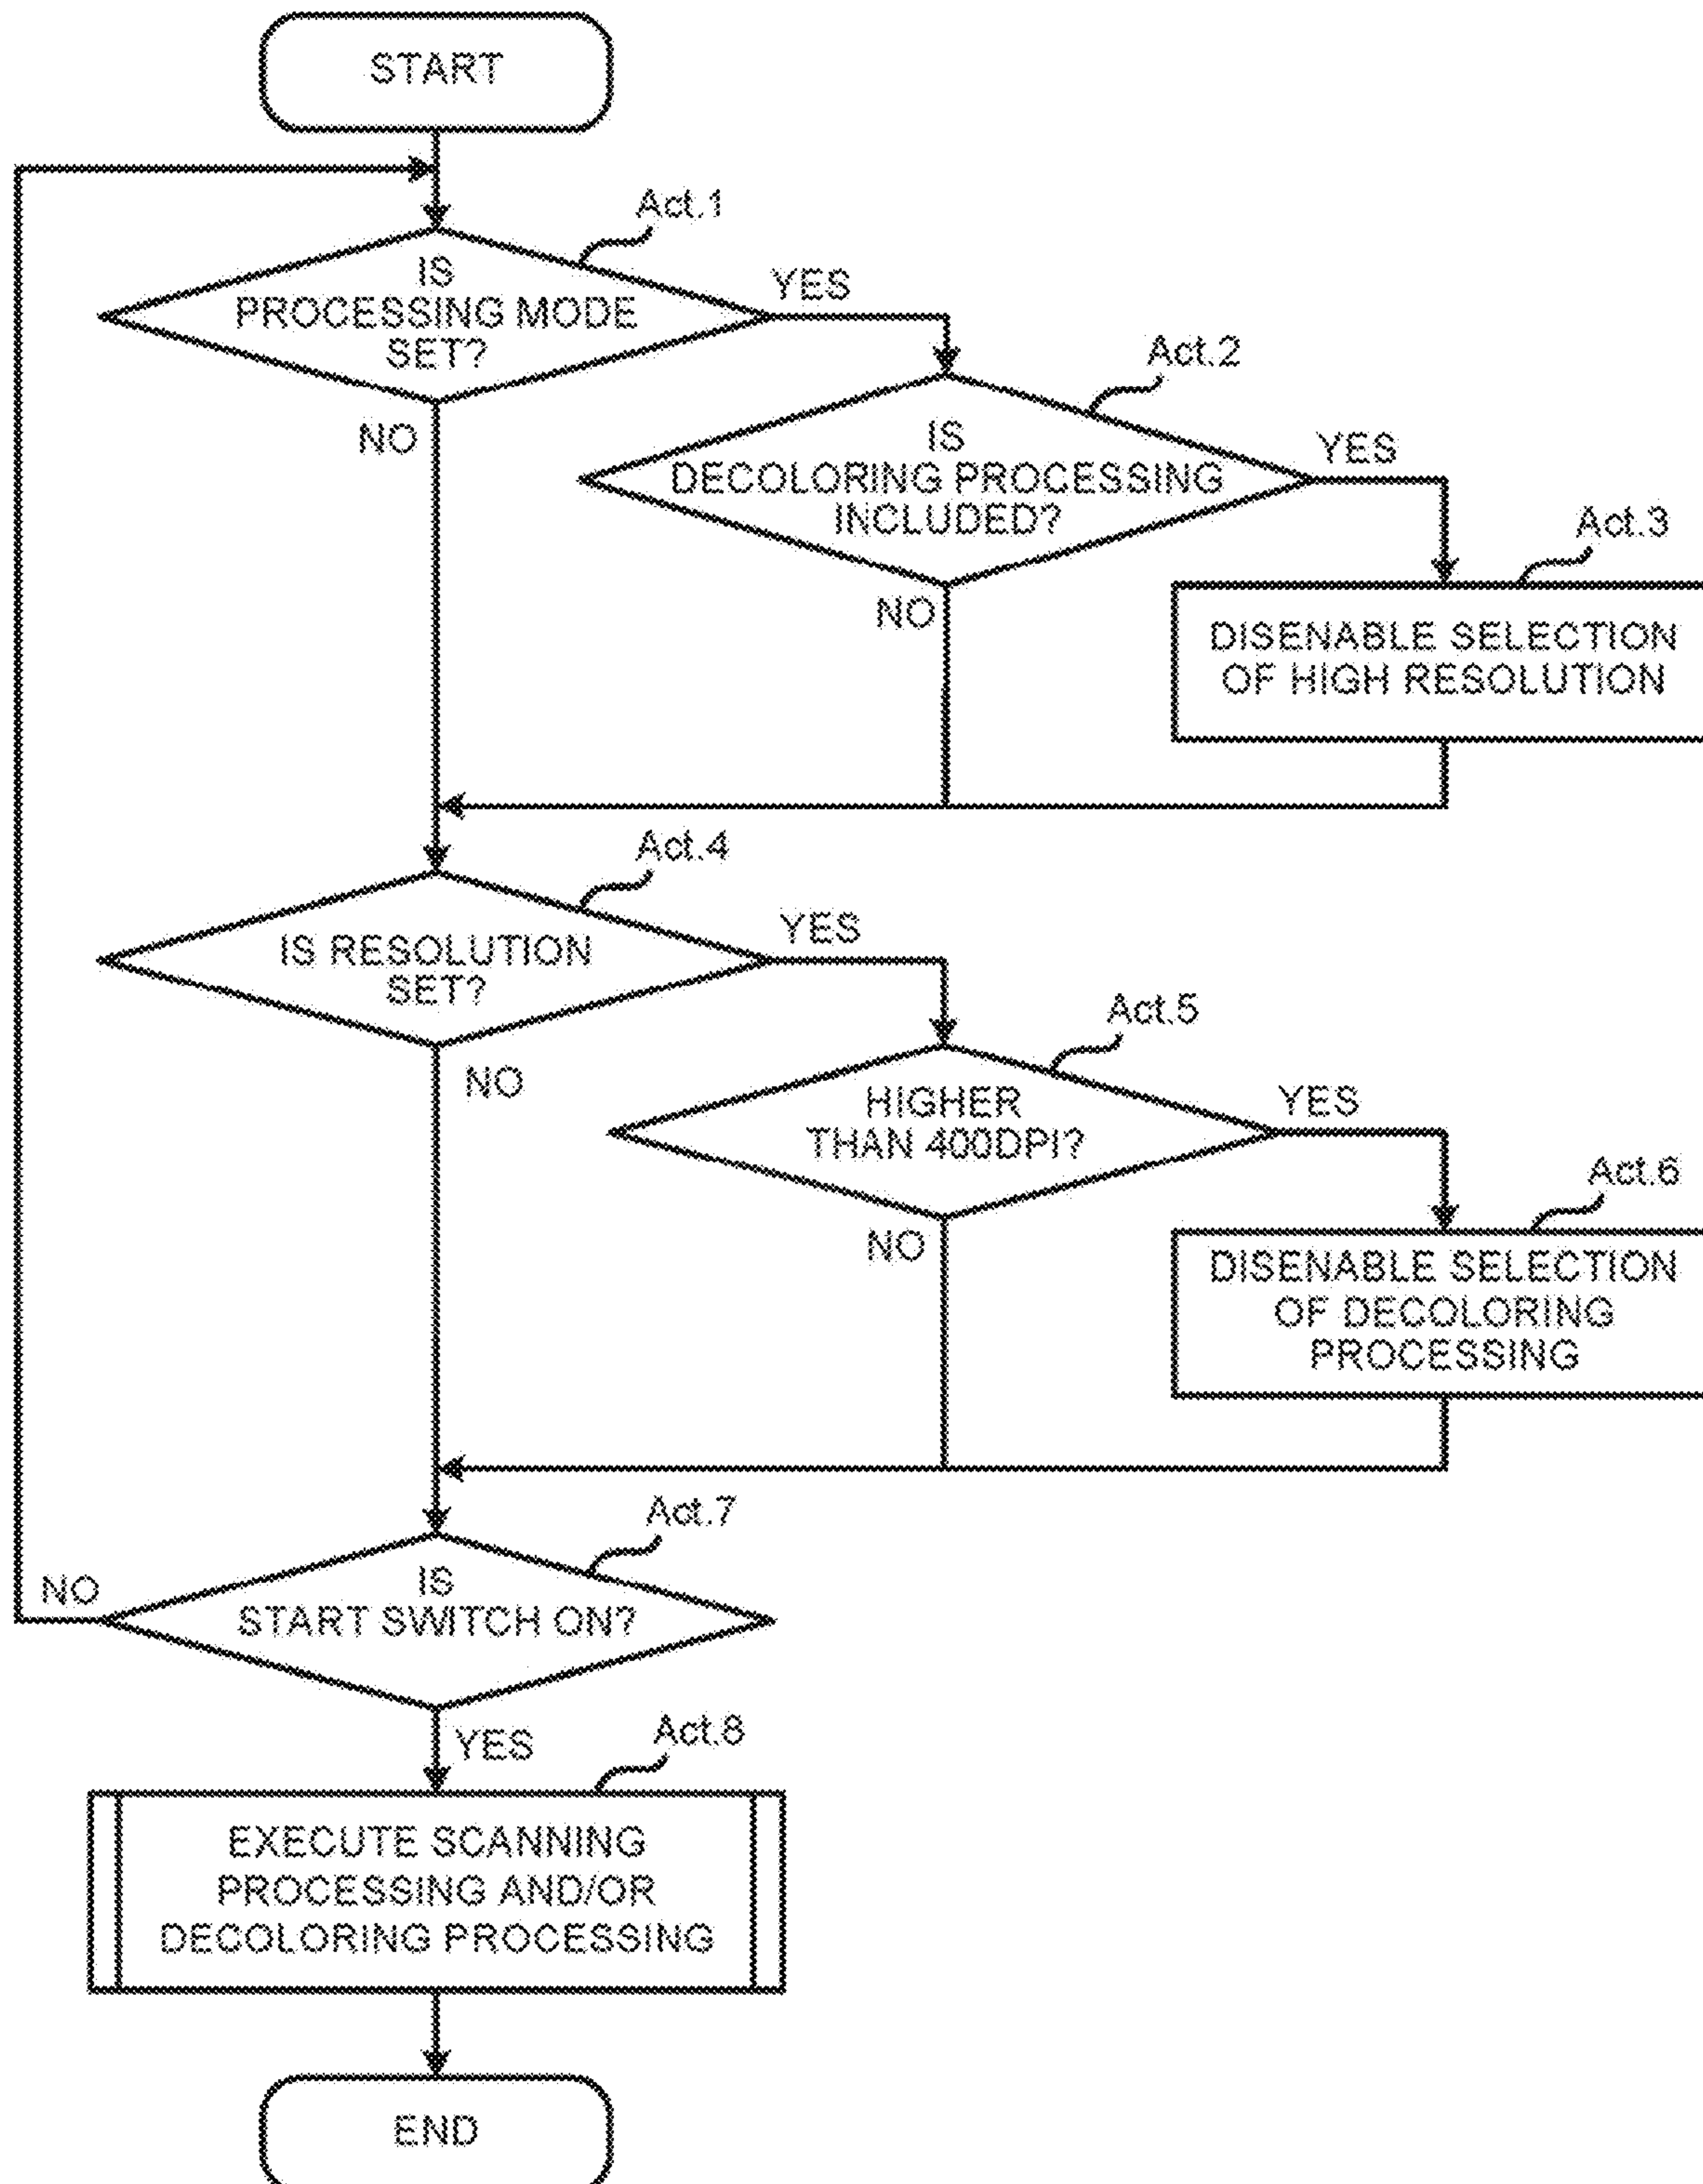 START
Act.1
IS
PROCESSING MODE
SET?
YES
NO
Act.2
IS
DECOLORING PROCESSING
INCLUDED?
YES
NO
Act.3
DISENABLE SELECTION
OF HIGH RESOLUTION
Act.4
IS RESOLUTION
SET?
YES
NO
Act.5
HIGHER
THAN 400DPI?
YES
NO
Act.6
DISENABLE SELECTION
OF DECOLORING
PROCESSING
Act.7
IS
START SWITCH ON?
NO
YES
Act.8
EXECUTE SCANNING
PROCESSING AND/OR
DECOLORING PROCESSING
END